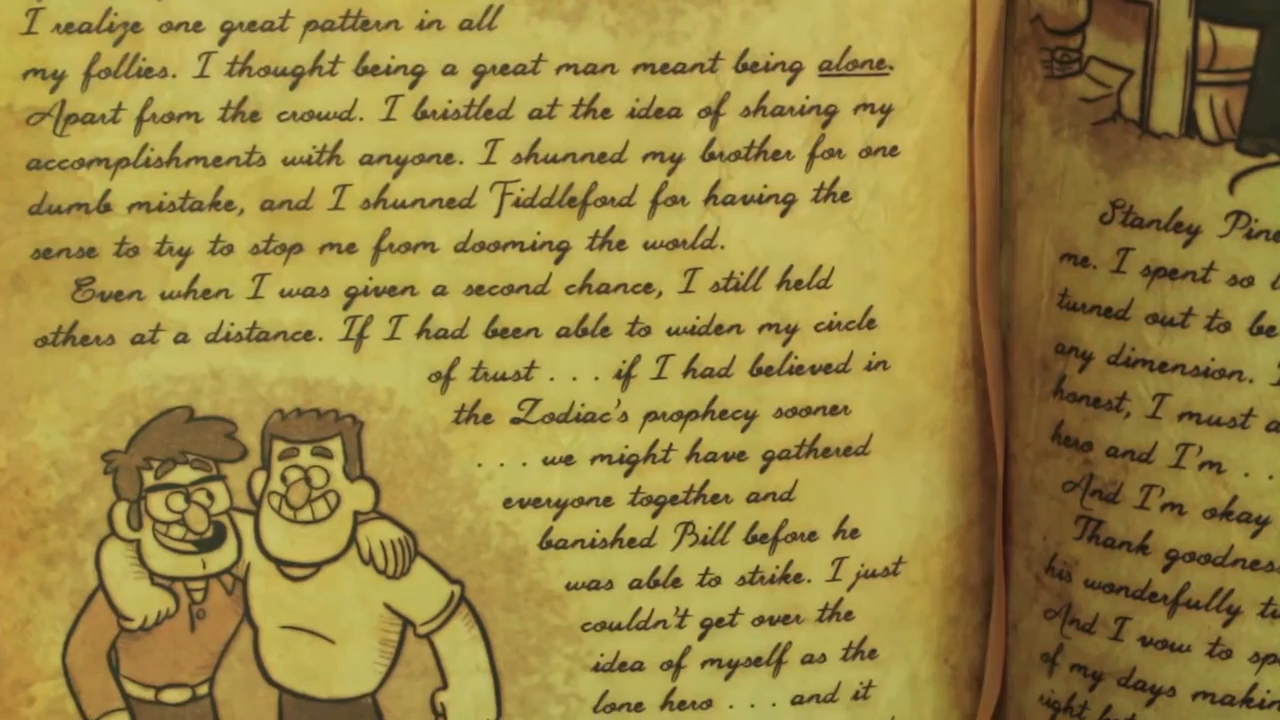 I realize one great pattern in all
my follies. I thought being a great man meant being alone.
Apart from the crowd. I bristled at the idea of sharing my
accomplishments with anyone. I shunned my brother for one
dumb mistake, and I shunned Fiddleford for having the
sense to try to stop me from dooming the world.
Even when I was given a second chance, I still held
others at a distance. If I had been able to widen my circle
of trust . . . if I had believed in
the Zodiac's prophecy sooner
. . . we might have gathered
everyone together and
banished Bill before he
was able to strike. I just
couldn't get over the
idea of myself as the
lone hero . . . and it
Stanley Pine
me. I spent so l
turned out to be
any dimension.
honest, I must a
hero and I'm . .
And I'm okay
Thank goodness
his wonderfully t
And I vow to sp
of my days makin
right